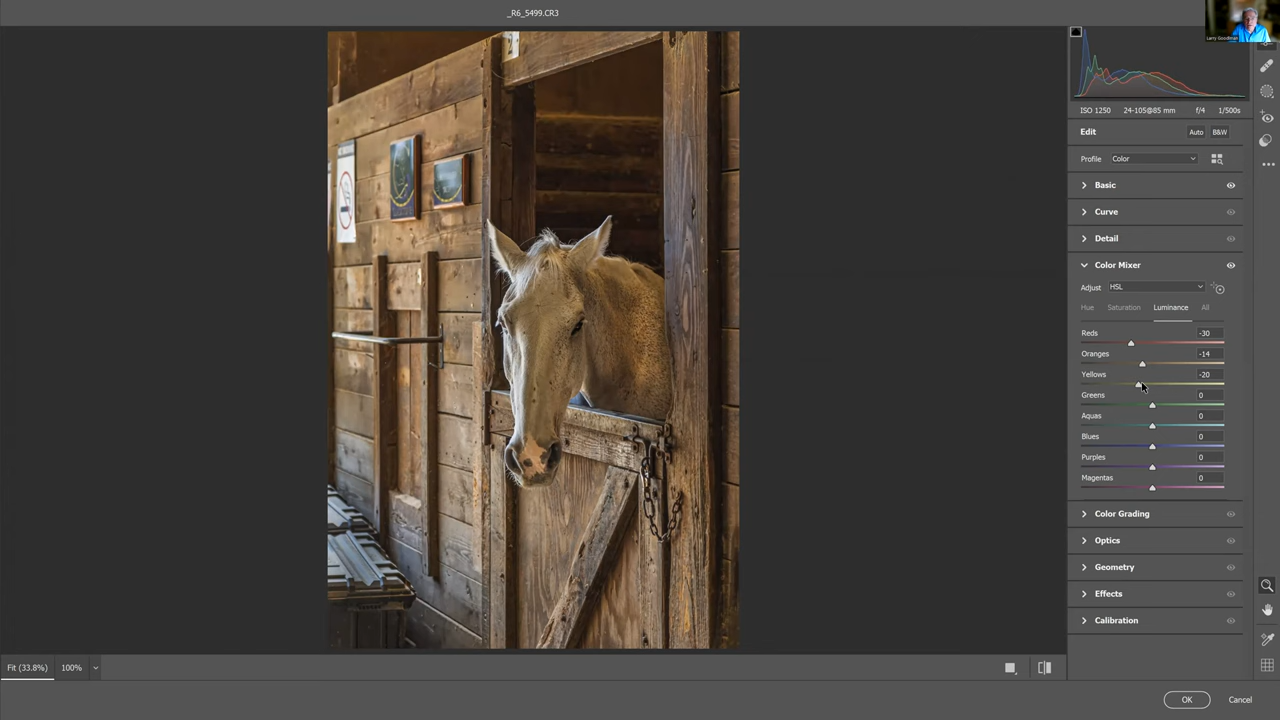 _R6_5499.CR3
Larry Goodman
ISO 1250 24-105@85 mm f/4 1/500s
Edit Auto B&W
Profile Color
Basic
Curve
Detail
Color Mixer
Adjust HSL
Hue Saturation Luminance All
Reds -30
Oranges -14
Yellows -20
Greens 0
Aquas 0
Blues 0
Purples 0
Magentas 0
Color Grading
Optics
Geometry
Effects
Calibration
Fit (33.8%) 100%
OK Cancel